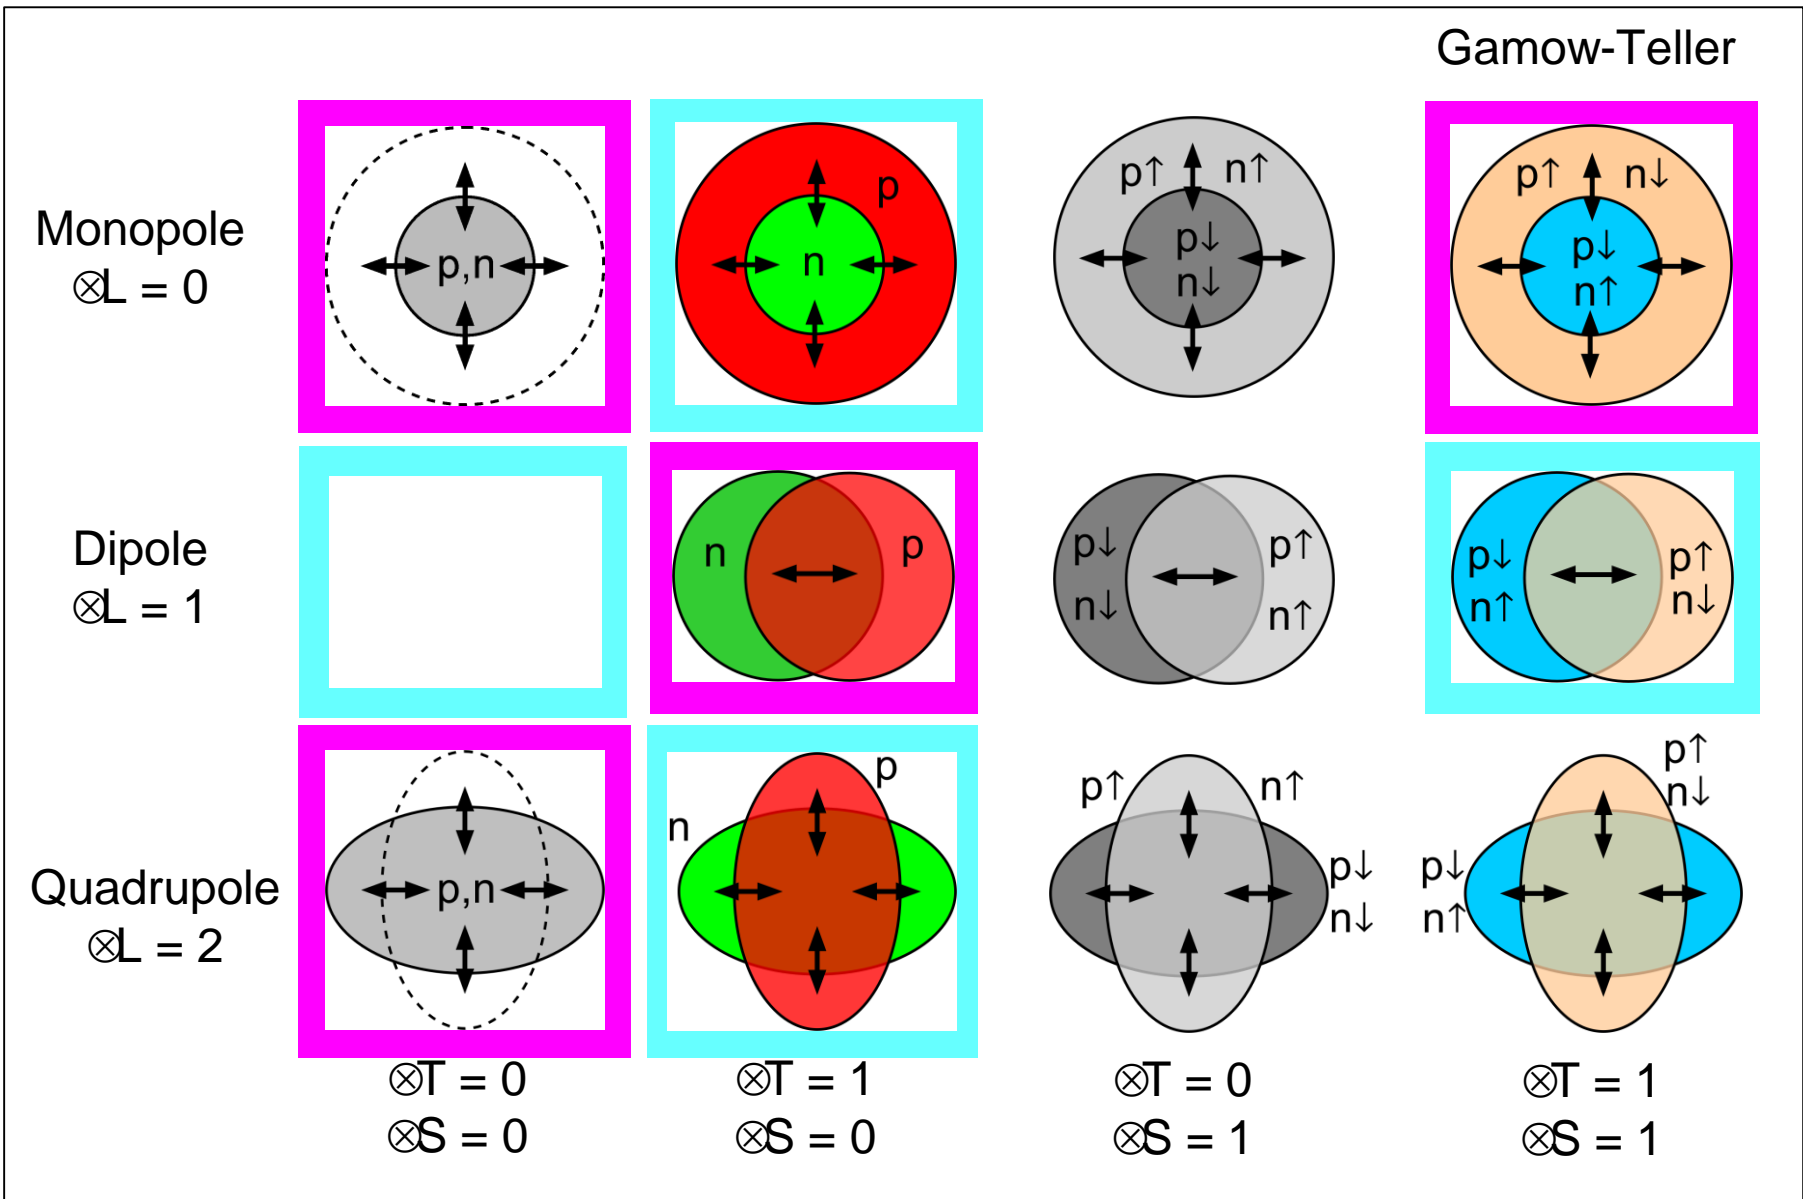 Gamow-Teller
Monopole
⊗L = 0
p,n
p
n
p↑ n↑
p↓
n↓
p↑ n↓
p↓
n↑
Dipole
⊗L = 1
n p
p↓ p↑
n↓ n↑
p↓ p↑
n↑ n↓
Quadrupole
⊗L = 2
p,n
p
n
p↑ n↑
p↓
n↓
p↑
n↓
p↓
n↑
⊗T = 0 ⊗T = 1 ⊗T = 0 ⊗T = 1
⊗S = 0 ⊗S = 0 ⊗S = 1 ⊗S = 1